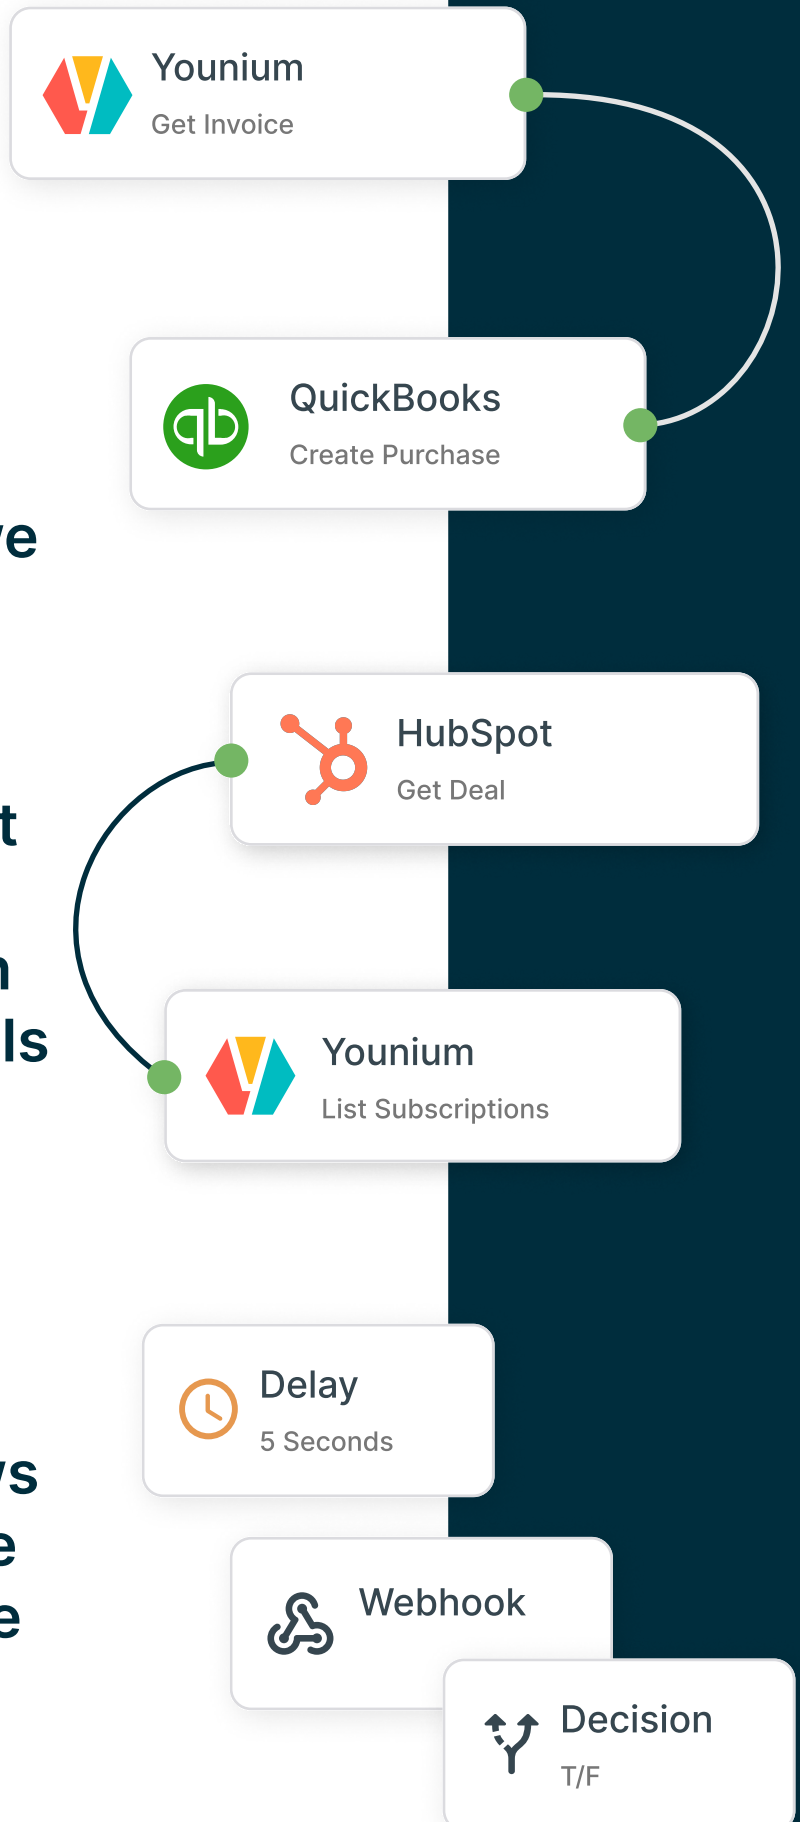 Younium
Get Invoice
QuickBooks
Create Purchase
HubSpot
Get Deal
Younium
List Subscriptions
Delay
5 Seconds
Webhook
Decision
T/F